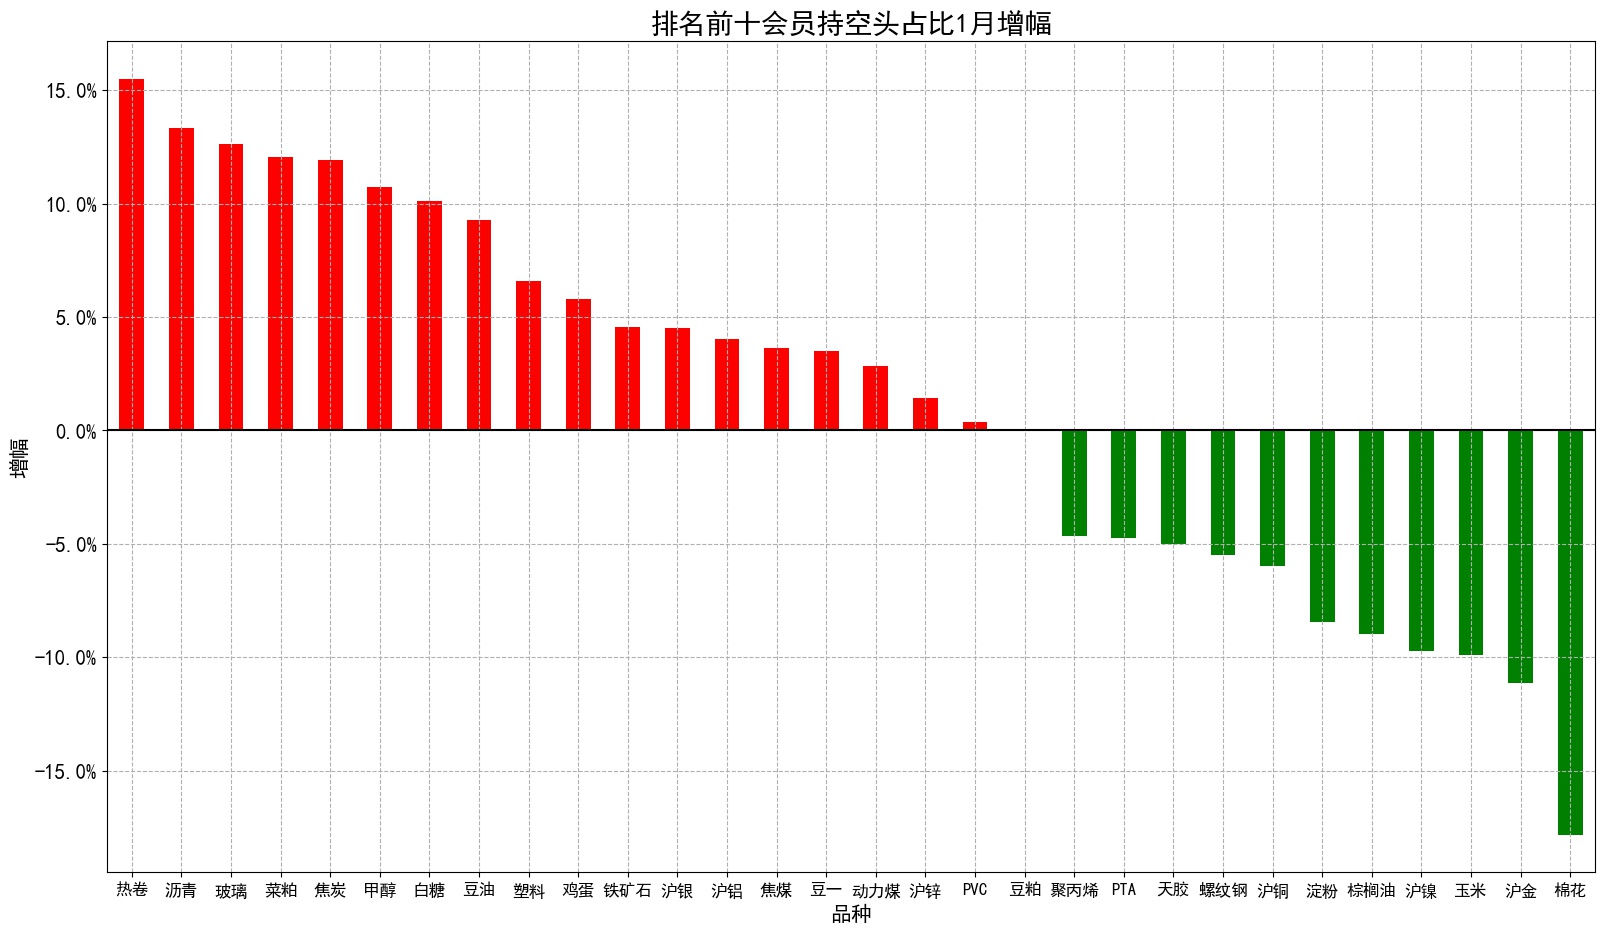 排名前十会员持空头占比1月增幅
15.0%
10.0%
5.0%
0.0%
-5.0%
-10.0%
-15.0%
增幅
热卷 沥青 玻璃 菜粕 焦炭 甲醇 白糖 豆油 塑料 鸡蛋 铁矿石 沪银 沪铝 焦煤 豆一 动力煤 沪锌 PVC 豆粕 聚丙烯 PTA 天胶 螺纹钢 沪铜 淀粉 棕榈油 沪镍 玉米 沪金 棉花
品种